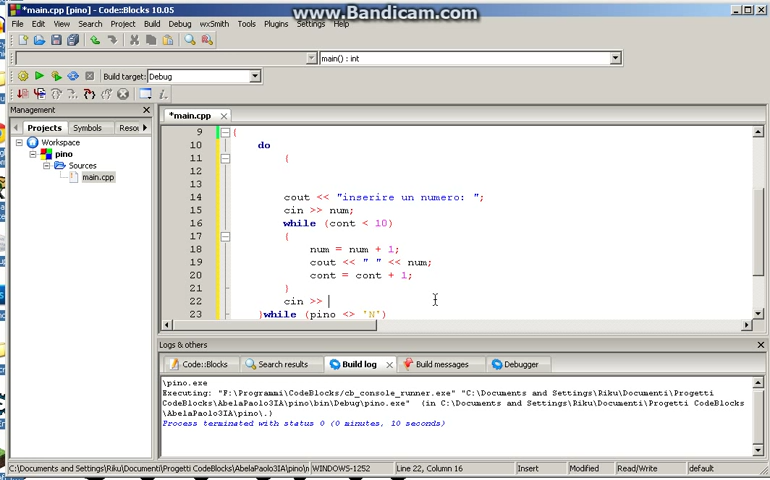 *main.cpp [pino] - Code::Blocks 10.05
www.Bandicam.com
File Edit View Search Project Build Debug wxSmith Tools Plugins Settings Help
Build target: Debug
main() : int
Management
Projects Symbols Resou
Workspace
pino
Sources
main.cpp
*main.cpp
9 {
10 do
11 {
12
13
14 cout << "inserire un numero: ";
15 cin >> num;
16 while (cont < 10)
17 {
18 num = num + 1;
19 cout << " " << num;
20 cont = cont + 1;
21 }
22 cin >>
23 }while (pino <> 'N')
Logs & others
Code::Blocks Search results Build log Build messages Debugger
\pino.exe
Executing: "F:\Programmi\CodeBlocks/cb_console_runner.exe" "C:\Documents and Settings\Riku\Documenti\Progetti
CodeBlocks\AbelaPaolo3IA\pino\bin\Debug\pino.exe" (in C:\Documents and Settings\Riku\Documenti\Progetti CodeBlocks
\AbelaPaolo3IA\pino\.)
Process terminated with status 0 (0 minutes, 10 seconds)
C:\Documents and Settings\Riku\Documenti\Progetti CodeBlocks\AbelaPaolo3IA\pino\n WINDOWS-1252 Line 22, Column 16 Insert Modified Read/Write default